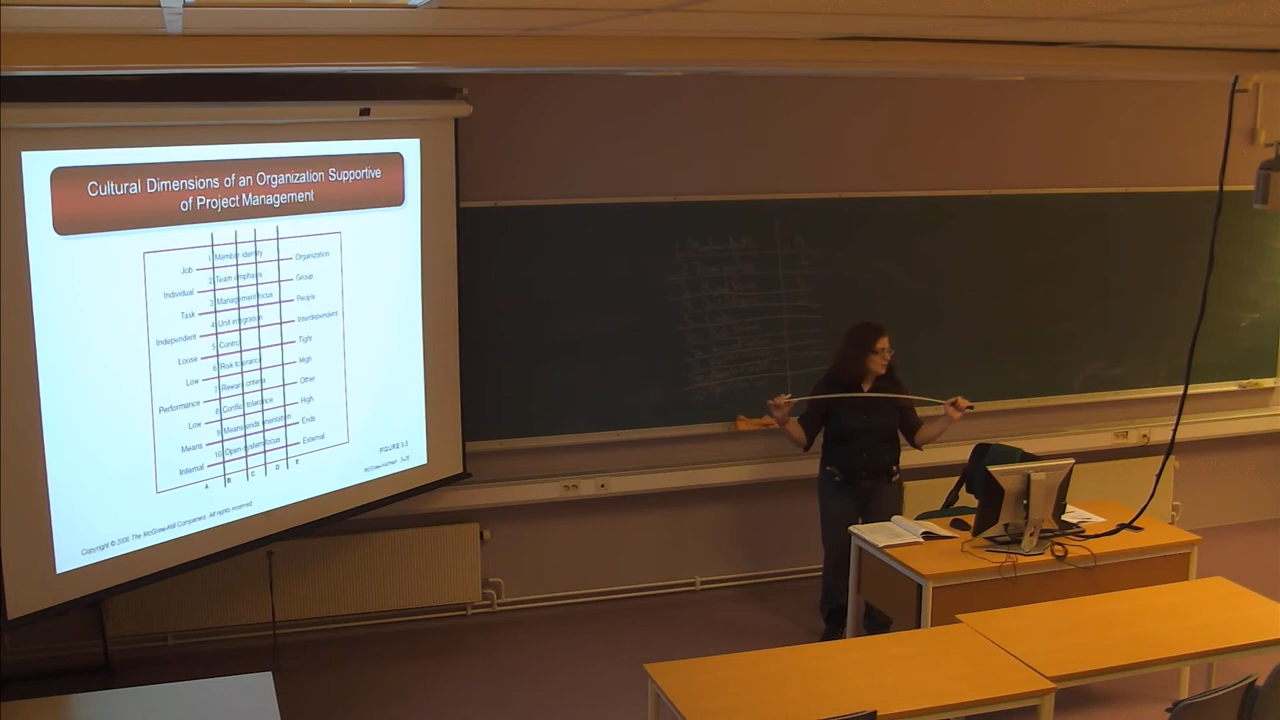 Cultural Dimensions of an Organization Supportive
of Project Management
1. Member identity
Job Organization
2. Team emphasis
Individual Group
3. Management focus
Task People
4. Unit integration
Independent Interdependent
5. Control
Loose Tight
6. Risk tolerance
Low High
7. Reward criteria
Performance Other
8. Conflict tolerance
Low High
9. Means-ends orientation
Means Ends
10. Open-system focus
Internal External
A B C D E
FIGURE 3.3
Copyright © 2006 The McGraw-Hill Companies. All rights reserved.